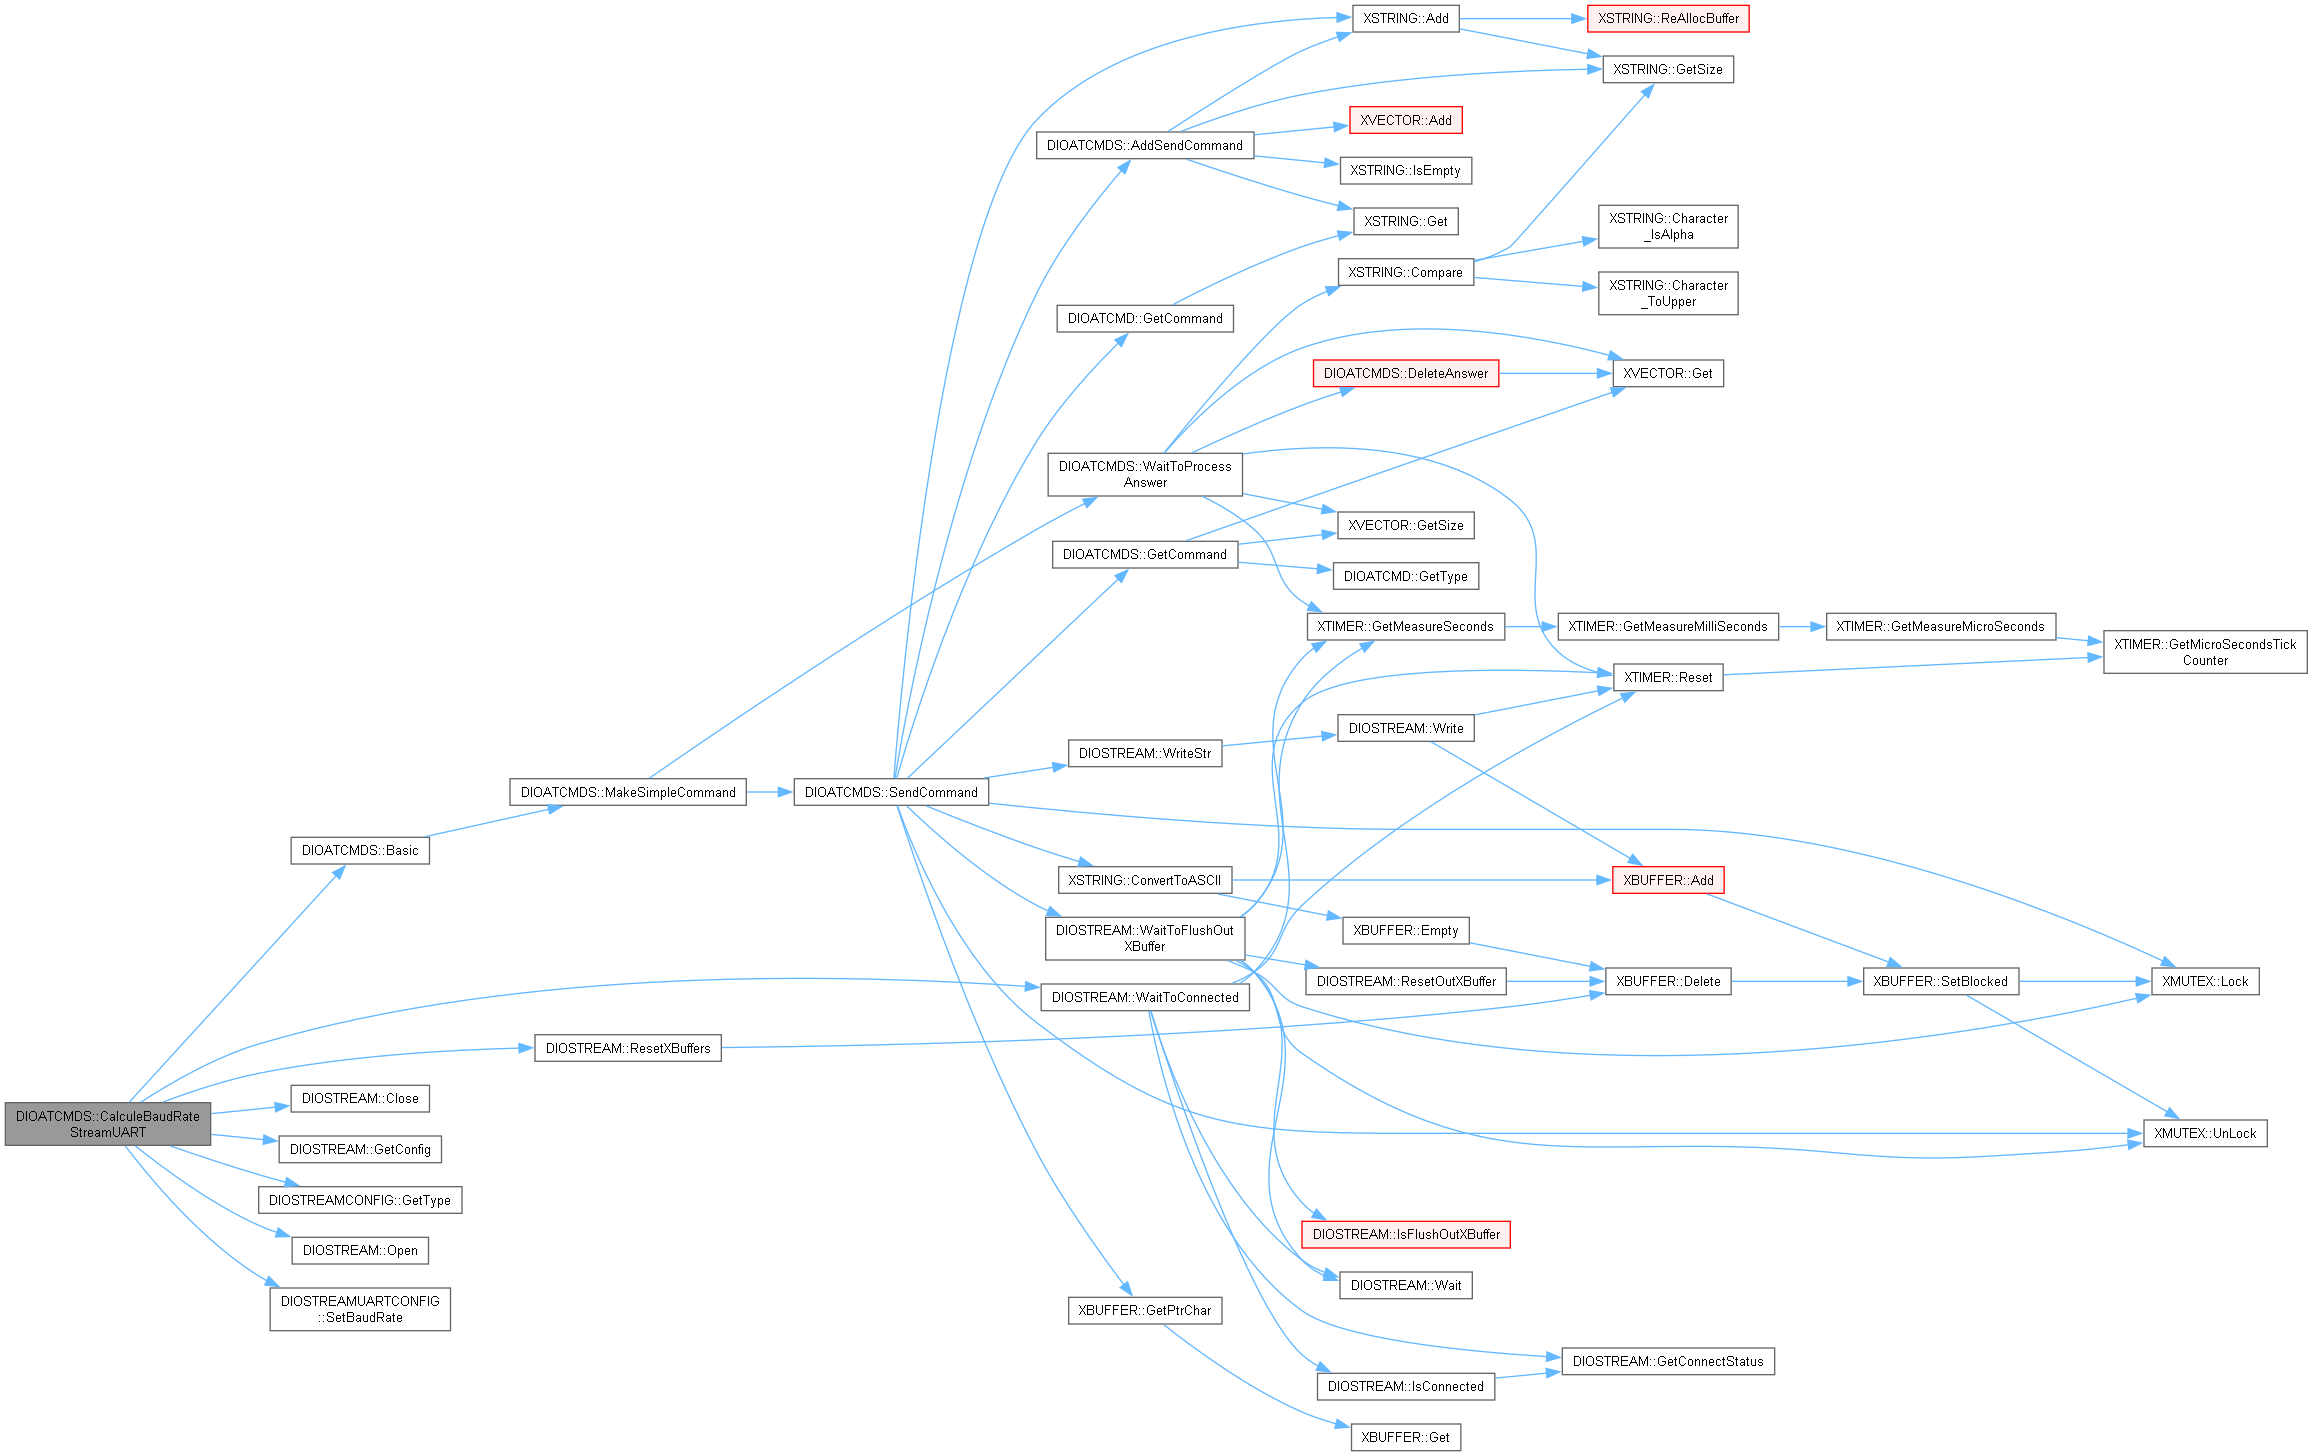 XSTRING::Add
XSTRING::ReAllocBuffer
XSTRING::GetSize
XVECTOR::Add
DIOATCMDS::AddSendCommand
XSTRING::IsEmpty
XSTRING::Get
XSTRING::Character
_IsAlpha
XSTRING::Compare
XSTRING::Character
_ToUpper
DIOATCMD::GetCommand
DIOATCMDS::DeleteAnswer
XVECTOR::Get
DIOATCMDS::WaitToProcess
Answer
XVECTOR::GetSize
DIOATCMDS::GetCommand
DIOATCMD::GetType
XTIMER::GetMeasureSeconds
XTIMER::GetMeasureMilliSeconds
XTIMER::GetMeasureMicroSeconds
XTIMER::GetMicroSecondsTick
Counter
XTIMER::Reset
DIOSTREAM::Write
DIOSTREAM::WriteStr
DIOATCMDS::MakeSimpleCommand
DIOATCMDS::SendCommand
DIOATCMDS::Basic
XSTRING::ConvertToASCII
XBUFFER::Add
DIOSTREAM::WaitToFlushOut
XBuffer
XBUFFER::Empty
DIOSTREAM::ResetOutXBuffer
XBUFFER::Delete
XBUFFER::SetBlocked
XMUTEX::Lock
DIOSTREAM::WaitToConnected
DIOSTREAM::ResetXBuffers
DIOSTREAM::Close
DIOATCMDS::CalculeBaudRate
StreamUART
XMUTEX::UnLock
DIOSTREAM::GetConfig
DIOSTREAMCONFIG::GetType
DIOSTREAM::IsFlushOutXBuffer
DIOSTREAM::Open
DIOSTREAM::Wait
DIOSTREAMUARTCONFIG
::SetBaudRate
XBUFFER::GetPtrChar
DIOSTREAM::GetConnectStatus
DIOSTREAM::IsConnected
XBUFFER::Get